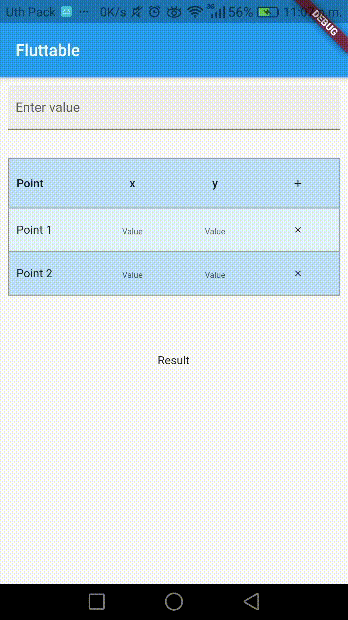 Uth Pack ··· 0K/s 3G 56% 11:0 .m.
DEBUG
Fluttable
Enter value
Point x y +
Point 1 Value Value ×
Point 2 Value Value ×
Result